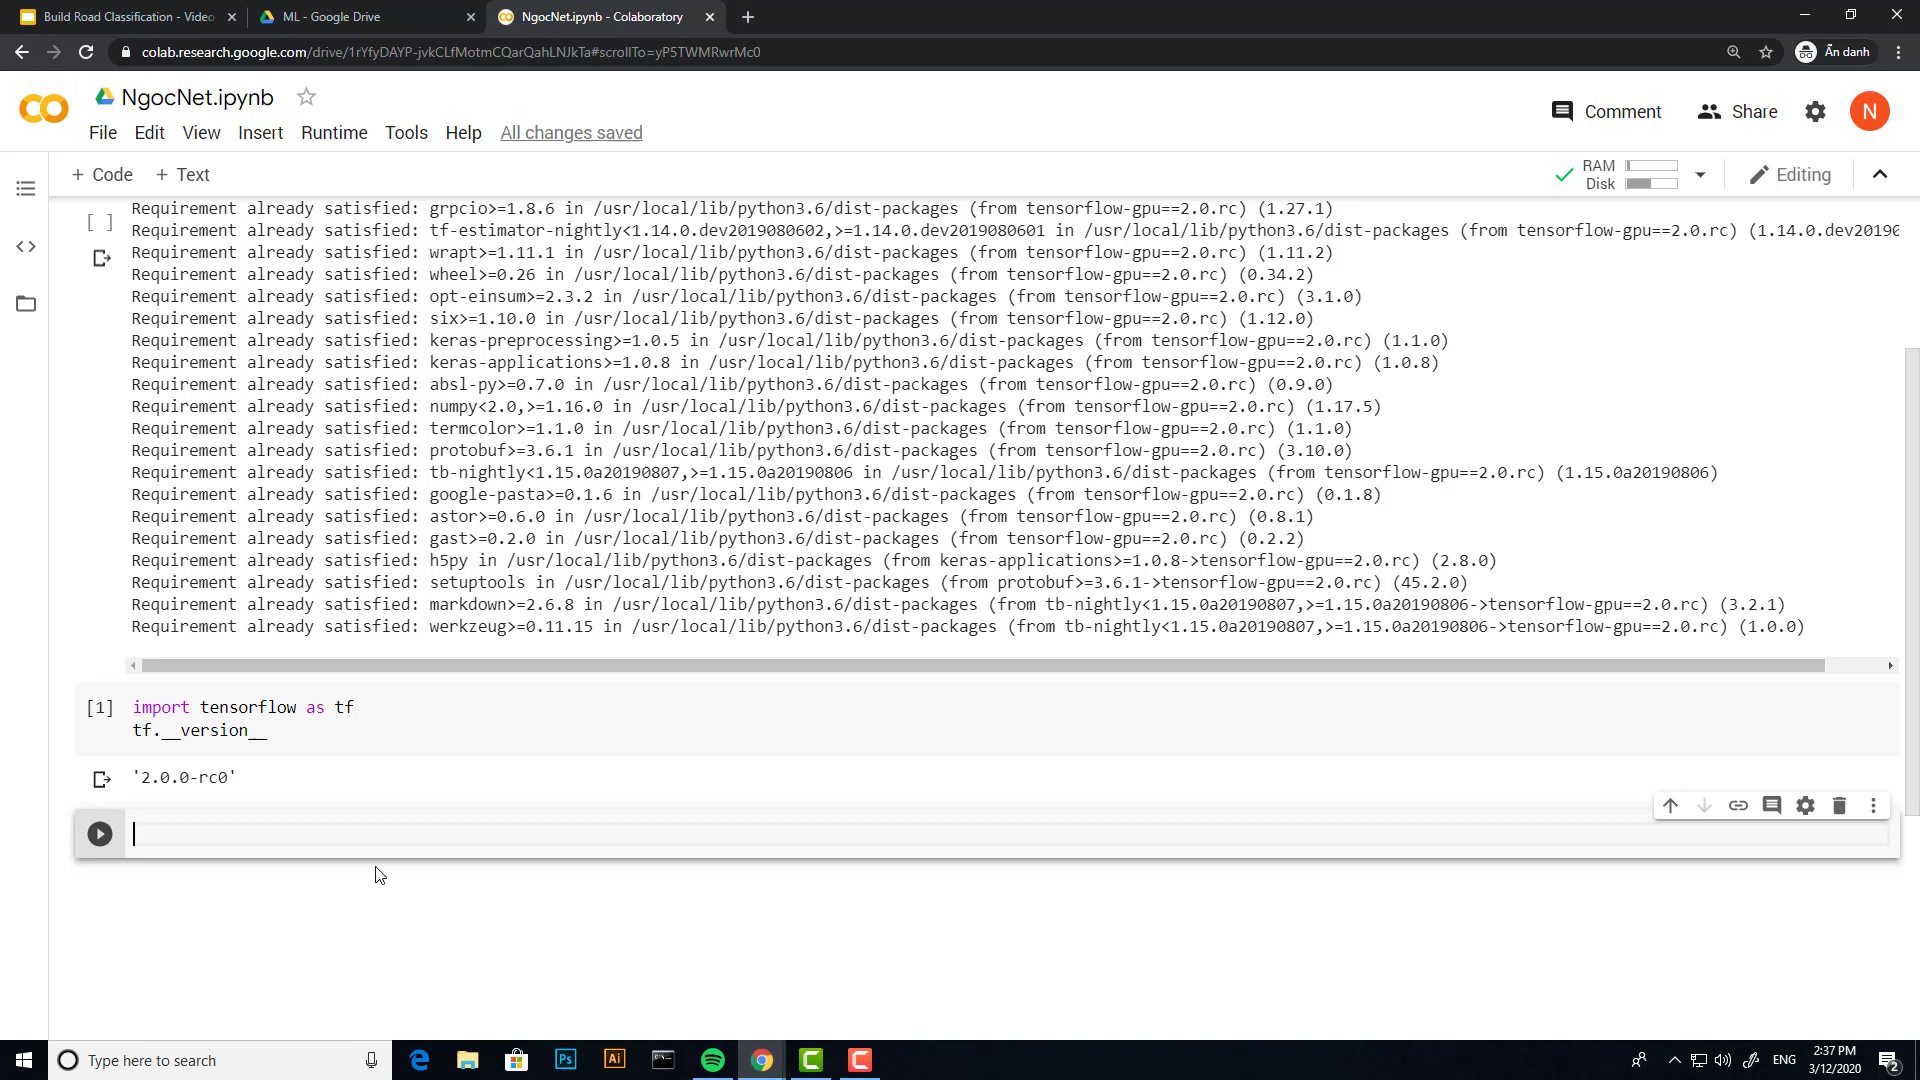 Build Road Classification - Video
ML - Google Drive
NgocNet.ipynb - Colaboratory
colab.research.google.com/drive/1rYfyDAYP-jvkCLfMotmCQarQahLNJkTa#scrollTo=yP5TWMRwrMc0
Ẩn danh
NgocNet.ipynb
Comment
Share
N
File Edit View Insert Runtime Tools Help All changes saved
+ Code + Text
RAM
Disk
Editing
[ ]
Requirement already satisfied: grpcio>=1.8.6 in /usr/local/lib/python3.6/dist-packages (from tensorflow-gpu==2.0.rc) (1.27.1)
Requirement already satisfied: tf-estimator-nightly<1.14.0.dev2019080602,>=1.14.0.dev2019080601 in /usr/local/lib/python3.6/dist-packages (from tensorflow-gpu==2.0.rc) (1.14.0.dev20190
Requirement already satisfied: wrapt>=1.11.1 in /usr/local/lib/python3.6/dist-packages (from tensorflow-gpu==2.0.rc) (1.11.2)
Requirement already satisfied: wheel>=0.26 in /usr/local/lib/python3.6/dist-packages (from tensorflow-gpu==2.0.rc) (0.34.2)
Requirement already satisfied: opt-einsum>=2.3.2 in /usr/local/lib/python3.6/dist-packages (from tensorflow-gpu==2.0.rc) (3.1.0)
Requirement already satisfied: six>=1.10.0 in /usr/local/lib/python3.6/dist-packages (from tensorflow-gpu==2.0.rc) (1.12.0)
Requirement already satisfied: keras-preprocessing>=1.0.5 in /usr/local/lib/python3.6/dist-packages (from tensorflow-gpu==2.0.rc) (1.1.0)
Requirement already satisfied: keras-applications>=1.0.8 in /usr/local/lib/python3.6/dist-packages (from tensorflow-gpu==2.0.rc) (1.0.8)
Requirement already satisfied: absl-py>=0.7.0 in /usr/local/lib/python3.6/dist-packages (from tensorflow-gpu==2.0.rc) (0.9.0)
Requirement already satisfied: numpy<2.0,>=1.16.0 in /usr/local/lib/python3.6/dist-packages (from tensorflow-gpu==2.0.rc) (1.17.5)
Requirement already satisfied: termcolor>=1.1.0 in /usr/local/lib/python3.6/dist-packages (from tensorflow-gpu==2.0.rc) (1.1.0)
Requirement already satisfied: protobuf>=3.6.1 in /usr/local/lib/python3.6/dist-packages (from tensorflow-gpu==2.0.rc) (3.10.0)
Requirement already satisfied: tb-nightly<1.15.0a20190807,>=1.15.0a20190806 in /usr/local/lib/python3.6/dist-packages (from tensorflow-gpu==2.0.rc) (1.15.0a20190806)
Requirement already satisfied: google-pasta>=0.1.6 in /usr/local/lib/python3.6/dist-packages (from tensorflow-gpu==2.0.rc) (0.1.8)
Requirement already satisfied: astor>=0.6.0 in /usr/local/lib/python3.6/dist-packages (from tensorflow-gpu==2.0.rc) (0.8.1)
Requirement already satisfied: gast>=0.2.0 in /usr/local/lib/python3.6/dist-packages (from tensorflow-gpu==2.0.rc) (0.2.2)
Requirement already satisfied: h5py in /usr/local/lib/python3.6/dist-packages (from keras-applications>=1.0.8->tensorflow-gpu==2.0.rc) (2.8.0)
Requirement already satisfied: setuptools in /usr/local/lib/python3.6/dist-packages (from protobuf>=3.6.1->tensorflow-gpu==2.0.rc) (45.2.0)
Requirement already satisfied: markdown>=2.6.8 in /usr/local/lib/python3.6/dist-packages (from tb-nightly<1.15.0a20190807,>=1.15.0a20190806->tensorflow-gpu==2.0.rc) (3.2.1)
Requirement already satisfied: werkzeug>=0.11.15 in /usr/local/lib/python3.6/dist-packages (from tb-nightly<1.15.0a20190807,>=1.15.0a20190806->tensorflow-gpu==2.0.rc) (1.0.0)
[1] import tensorflow as tf
tf.__version__
'2.0.0-rc0'
Type here to search
Ps
Ai
ENG
2:37 PM
3/12/2020
2